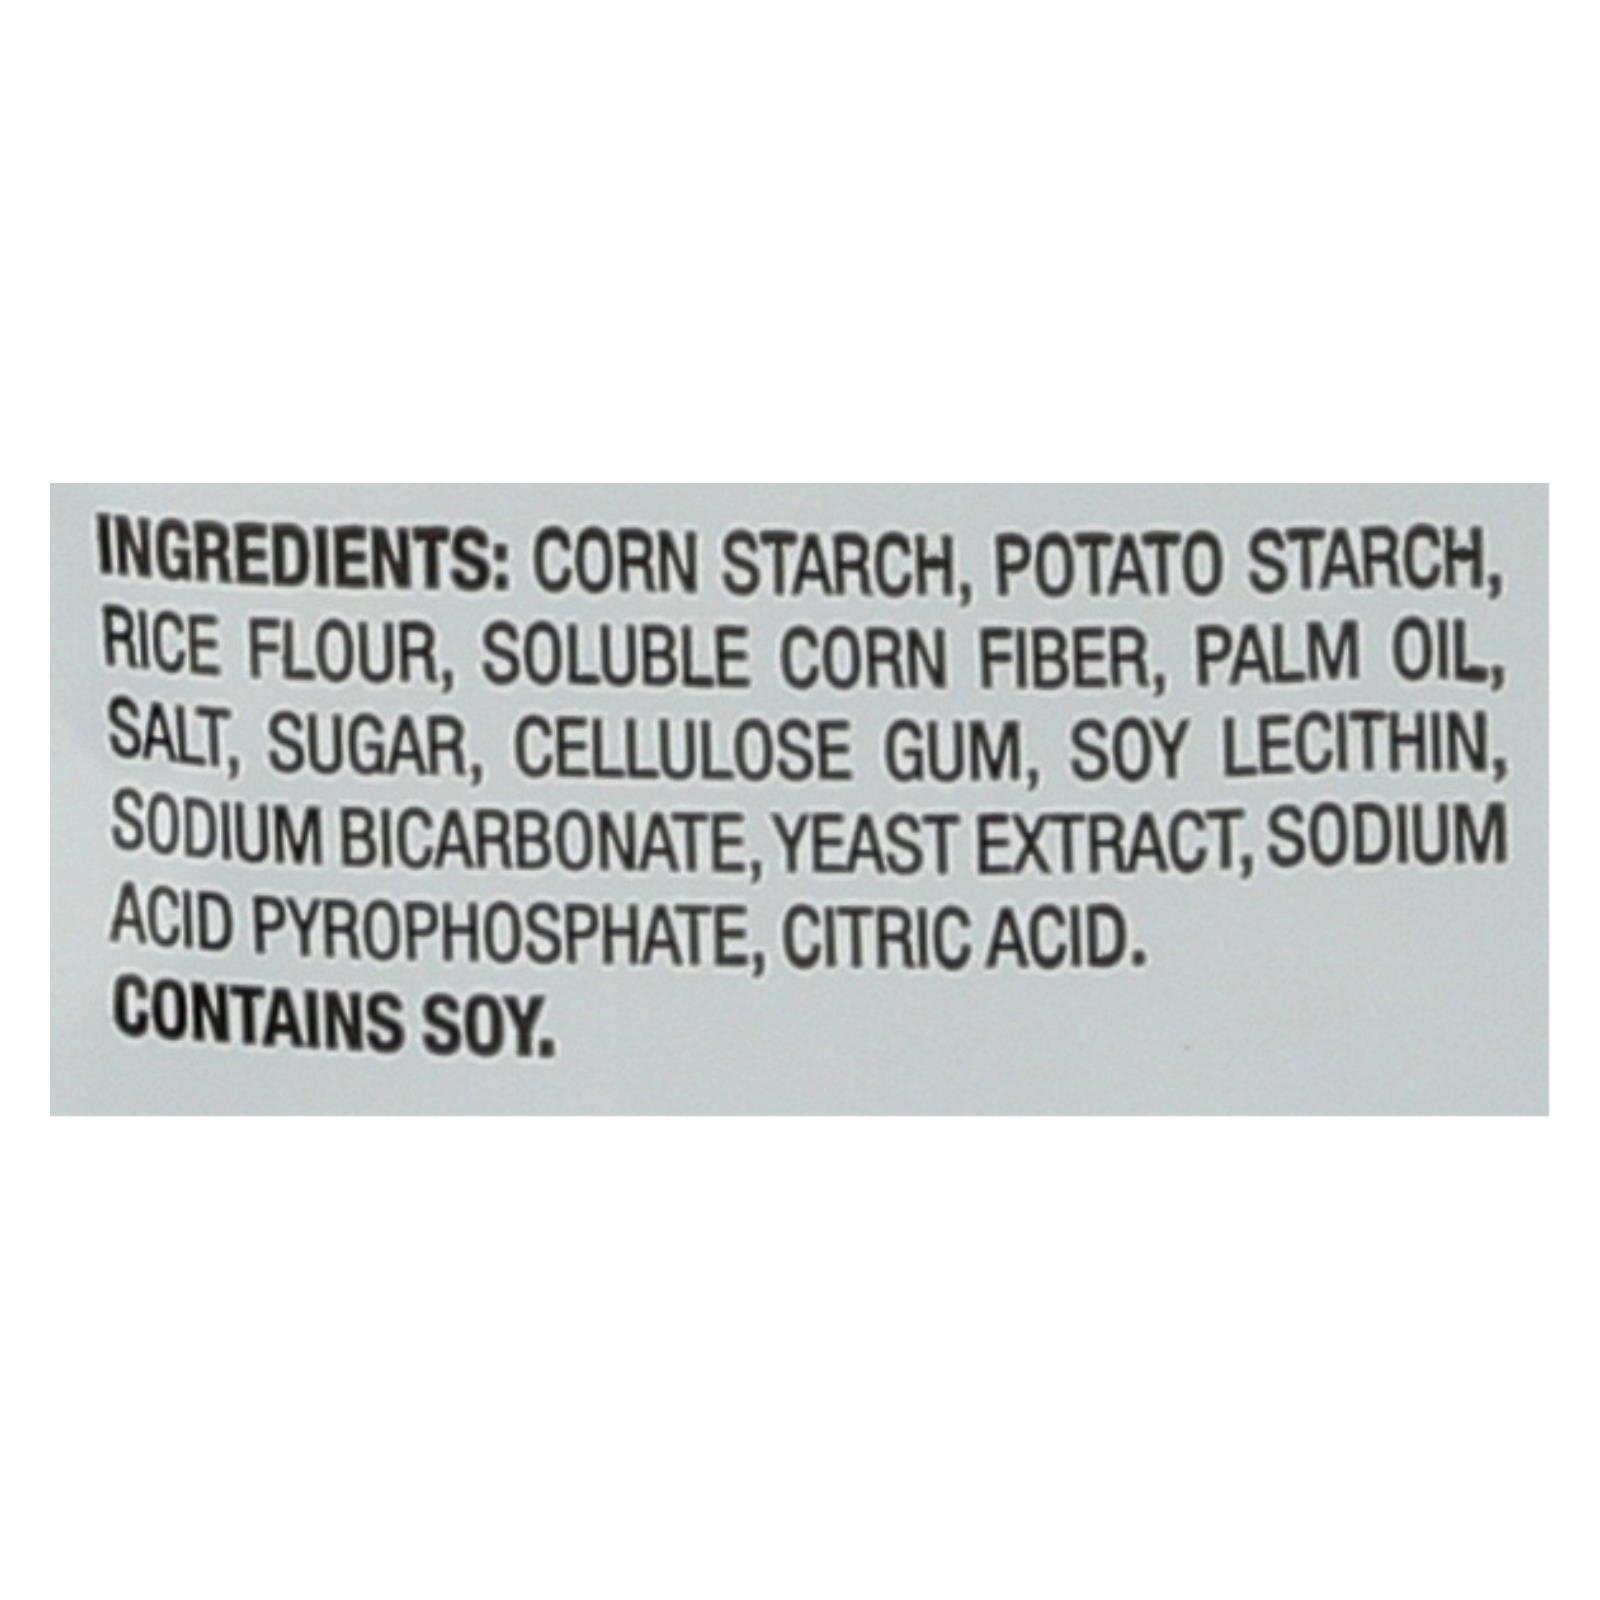 INGREDIENTS: CORN STARCH, POTATO STARCH,
RICE FLOUR, SOLUBLE CORN FIBER, PALM OIL,
SALT, SUGAR, CELLULOSE GUM, SOY LECITHIN,
SODIUM BICARBONATE, YEAST EXTRACT, SODIUM
ACID PYROPHOSPHATE, CITRIC ACID.
CONTAINS SOY.